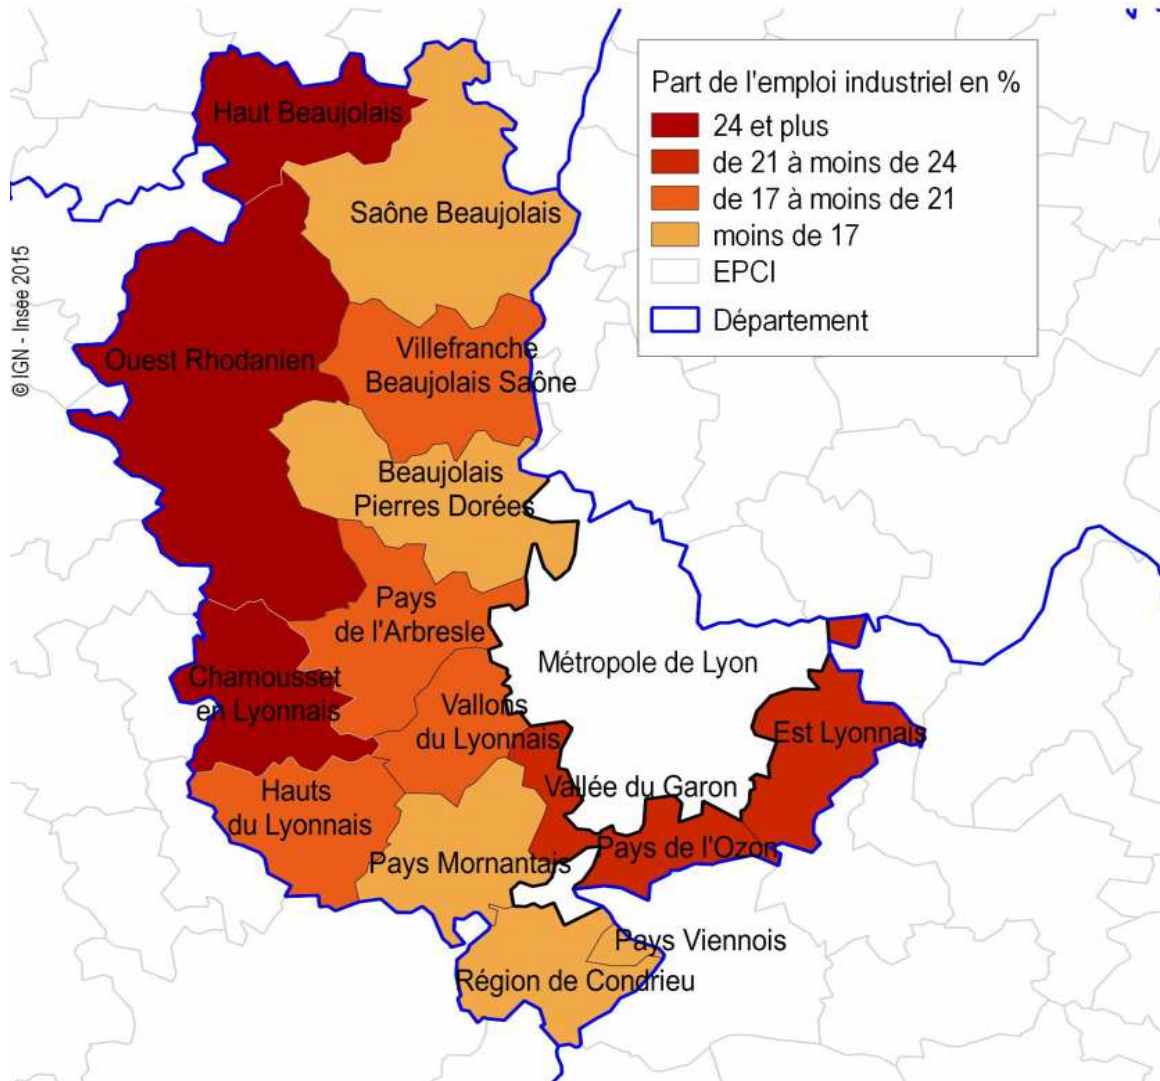 Part de l'emploi industriel en %
24 et plus
de 21 à moins de 24
de 17 à moins de 21
moins de 17
EPCI
Département
© IGN - Insee 2015
Haut Beaujolais
Saône Beaujolais
Ouest Rhodanien
Villefranche
Beaujolais Saône
Beaujolais
Pierres Dorées
Pays
de l'Arbresle
Métropole de Lyon
Chamousset
en Lyonnais
Vallons
du Lyonnais
Est Lyonnais
Vallée du Garon
Hauts
du Lyonnais
Pays de l'Ozon
Pays Mornantais
Pays Viennois
Région de Condrieu